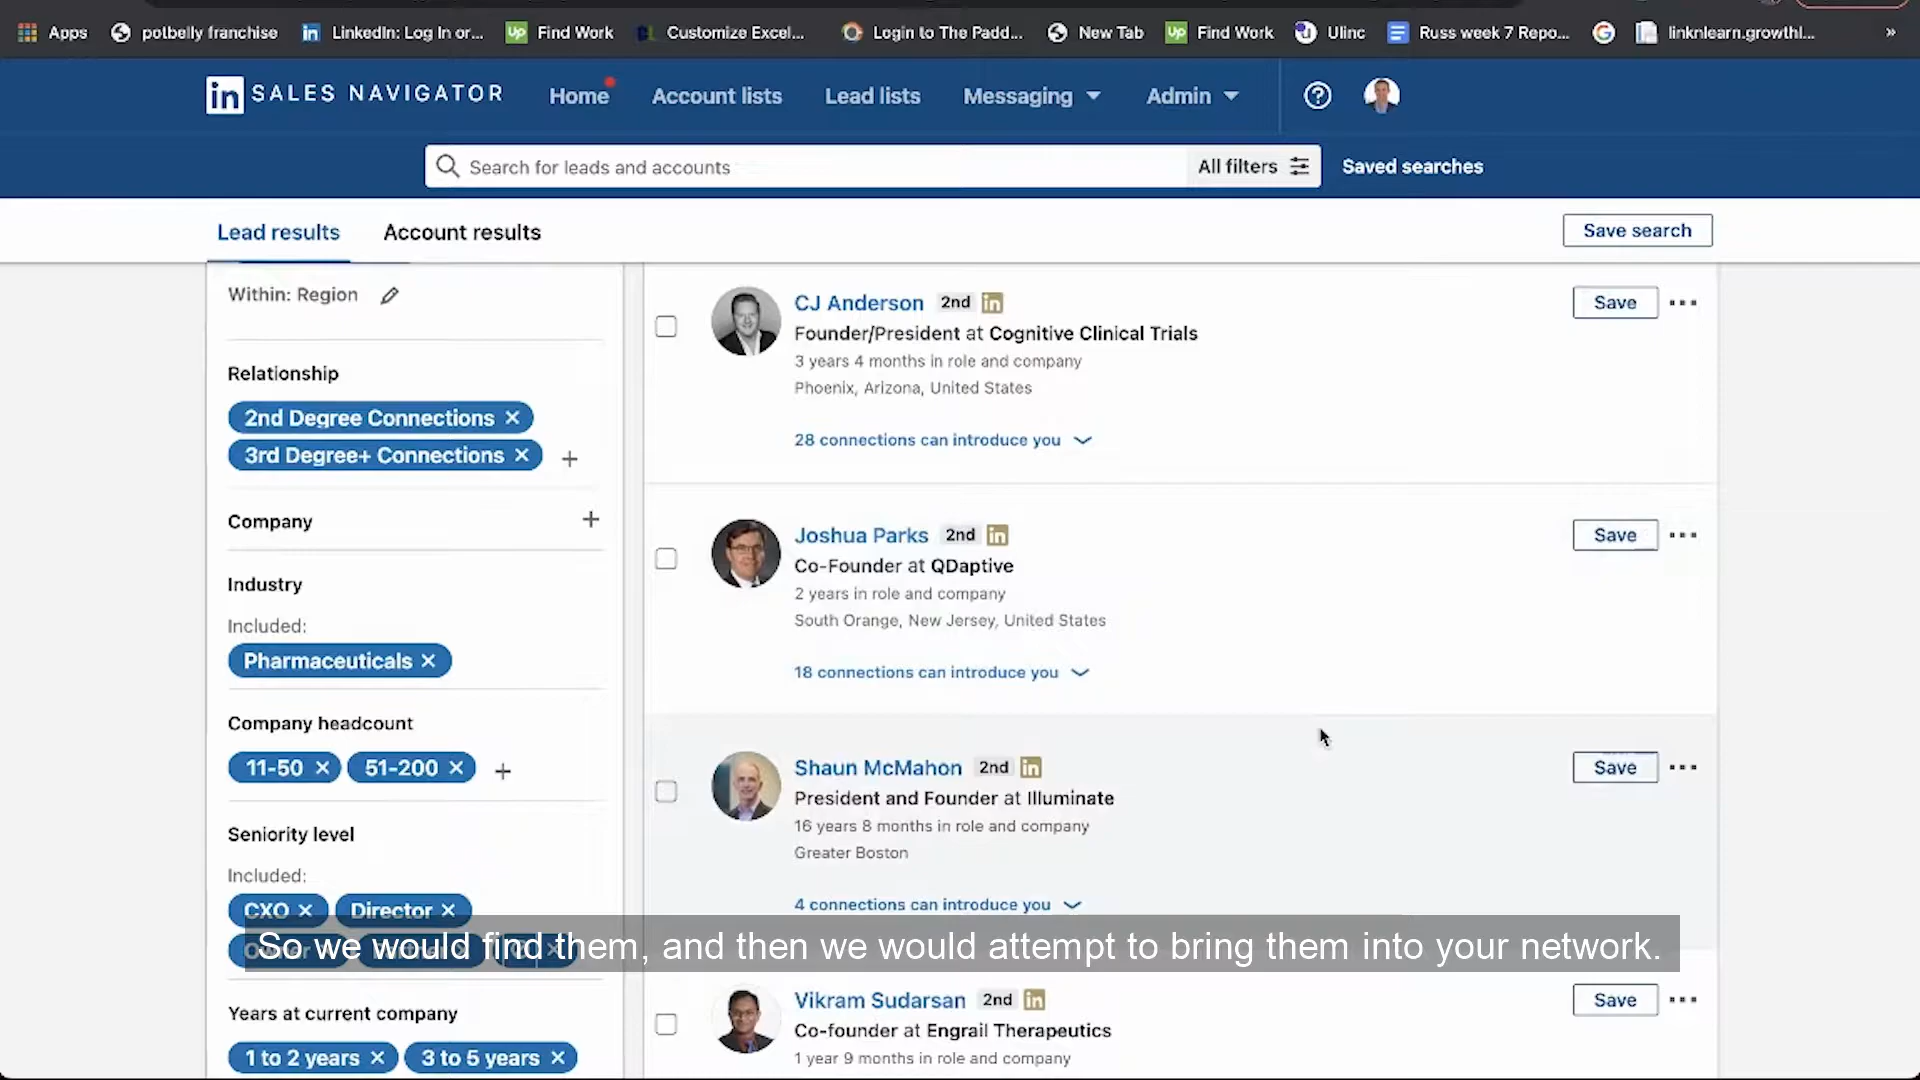 Apps potbelly franchise LinkedIn: Log In or... Find Work Customize Excel... Login to The Padd... New Tab Find Work Ulinc Russ week 7 Repo... linknlearn.growthl... »
in SALES NAVIGATOR Home Account lists Lead lists Messaging Admin
Search for leads and accounts All filters Saved searches
Lead results Account results Save search
Within: Region
Relationship
2nd Degree Connections ×
3rd Degree+ Connections × +
Company +
Industry
Included:
Pharmaceuticals ×
Company headcount
11-50 × 51-200 × +
Seniority level
Included:
CXO × Director ×
Years at current company
1 to 2 years × 3 to 5 years ×
CJ Anderson 2nd in
Founder/President at Cognitive Clinical Trials
3 years 4 months in role and company
Phoenix, Arizona, United States
28 connections can introduce you
Save ...
Joshua Parks 2nd in
Co-Founder at QDaptive
2 years in role and company
South Orange, New Jersey, United States
18 connections can introduce you
Save ...
Shaun McMahon 2nd in
President and Founder at Illuminate
16 years 8 months in role and company
Greater Boston
4 connections can introduce you
Save ...
So we would find them, and then we would attempt to bring them into your network.
Vikram Sudarsan 2nd in
Co-founder at Engrail Therapeutics
1 year 9 months in role and company
Save ...